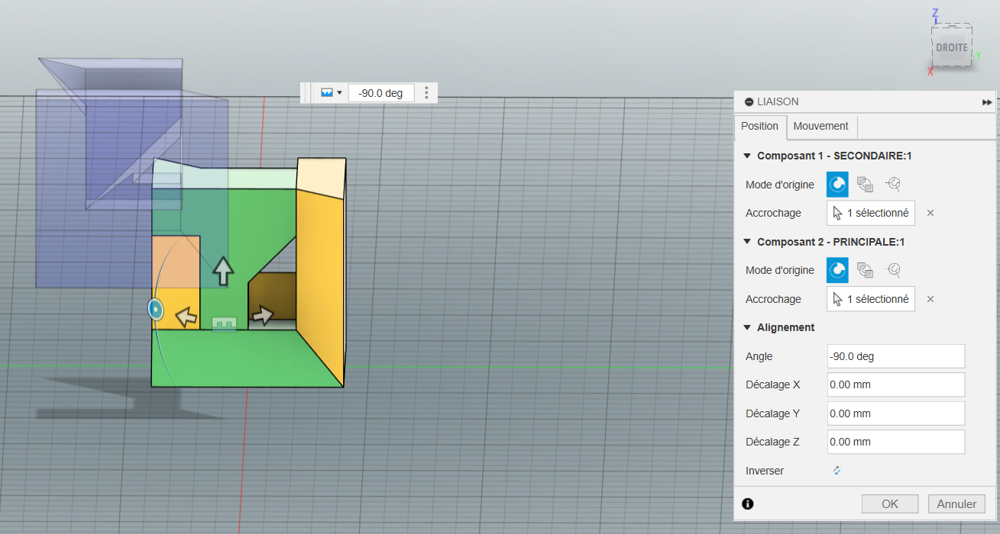 Z
DROITE
Y
X
-90.0 deg
LIAISON
Position Mouvement
Composant 1 - SECONDAIRE:1
Mode d'origine
Accrochage 1 sélectionné
Composant 2 - PRINCIPALE:1
Mode d'origine
Accrochage 1 sélectionné
Alignement
Angle -90.0 deg
Décalage X 0.00 mm
Décalage Y 0.00 mm
Décalage Z 0.00 mm
Inverser
OK Annuler